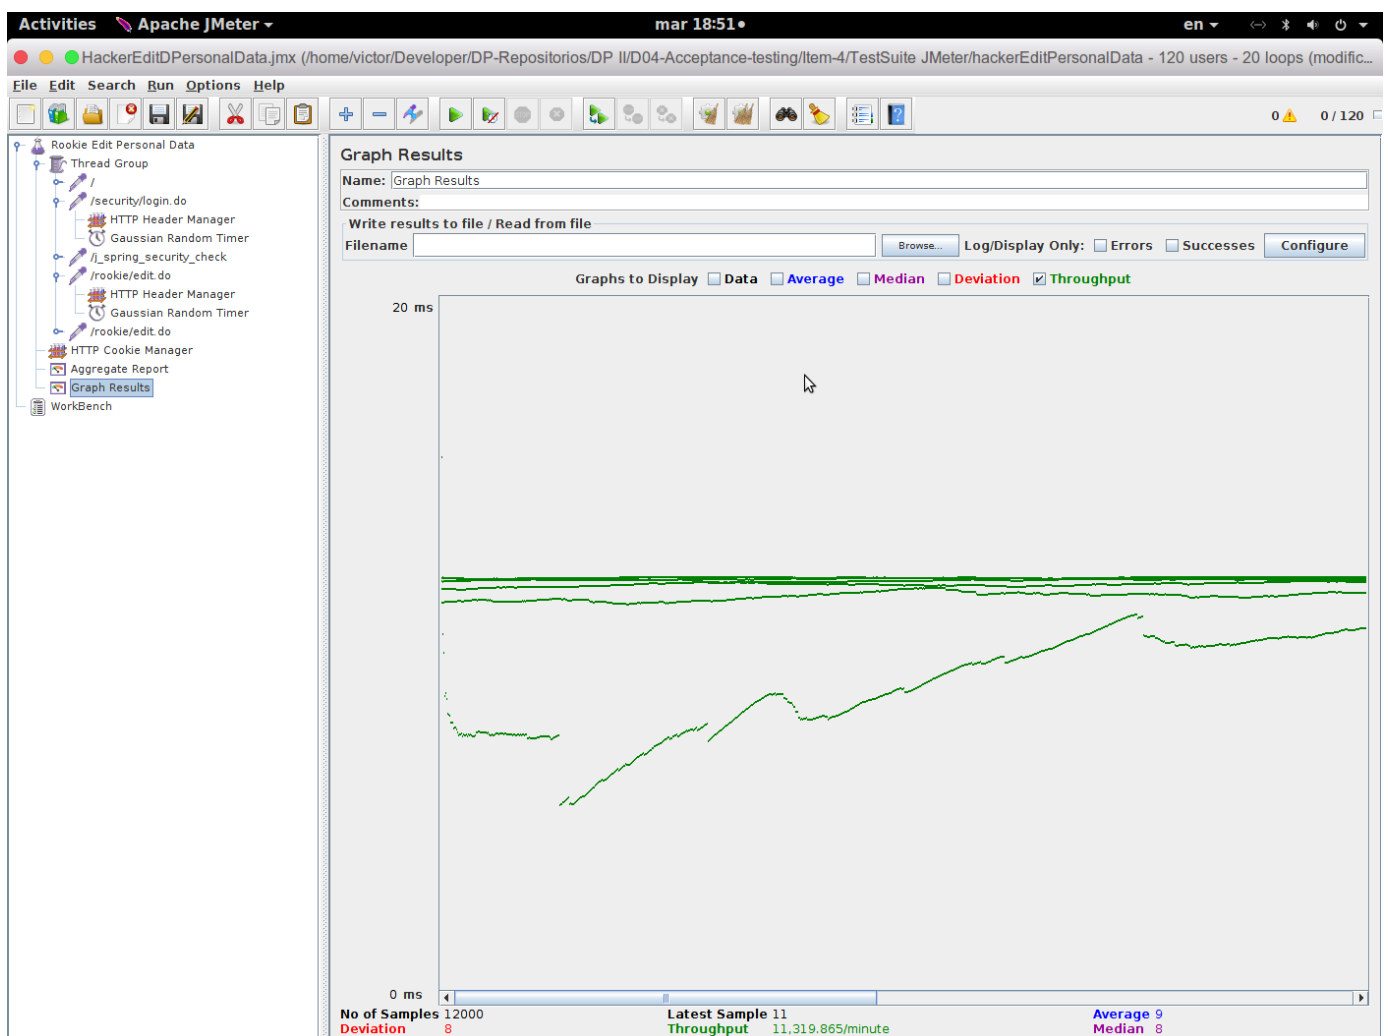 Activities Apache JMeter mar 18:51 en
HackerEditDPersonalData.jmx (/home/victor/Developer/DP-Repositorios/DP II/D04-Acceptance-testing/Item-4/TestSuite JMeter/hackerEditPersonalData - 120 users - 20 loops (modific...
File Edit Search Run Options Help
0 0 / 120
Rookie Edit Personal Data
Thread Group
/
/security/login.do
HTTP Header Manager
Gaussian Random Timer
/j_spring_security_check
/rookie/edit.do
HTTP Header Manager
Gaussian Random Timer
/rookie/edit.do
HTTP Cookie Manager
Aggregate Report
Graph Results
WorkBench
Graph Results
Name: Graph Results
Comments:
Write results to file / Read from file
Filename Browse... Log/Display Only: Errors Successes Configure
Graphs to Display Data Average Median Deviation Throughput
20 ms
0 ms
No of Samples 12000 Latest Sample 11 Average 9
Deviation 8 Throughput 11,319.865/minute Median 8